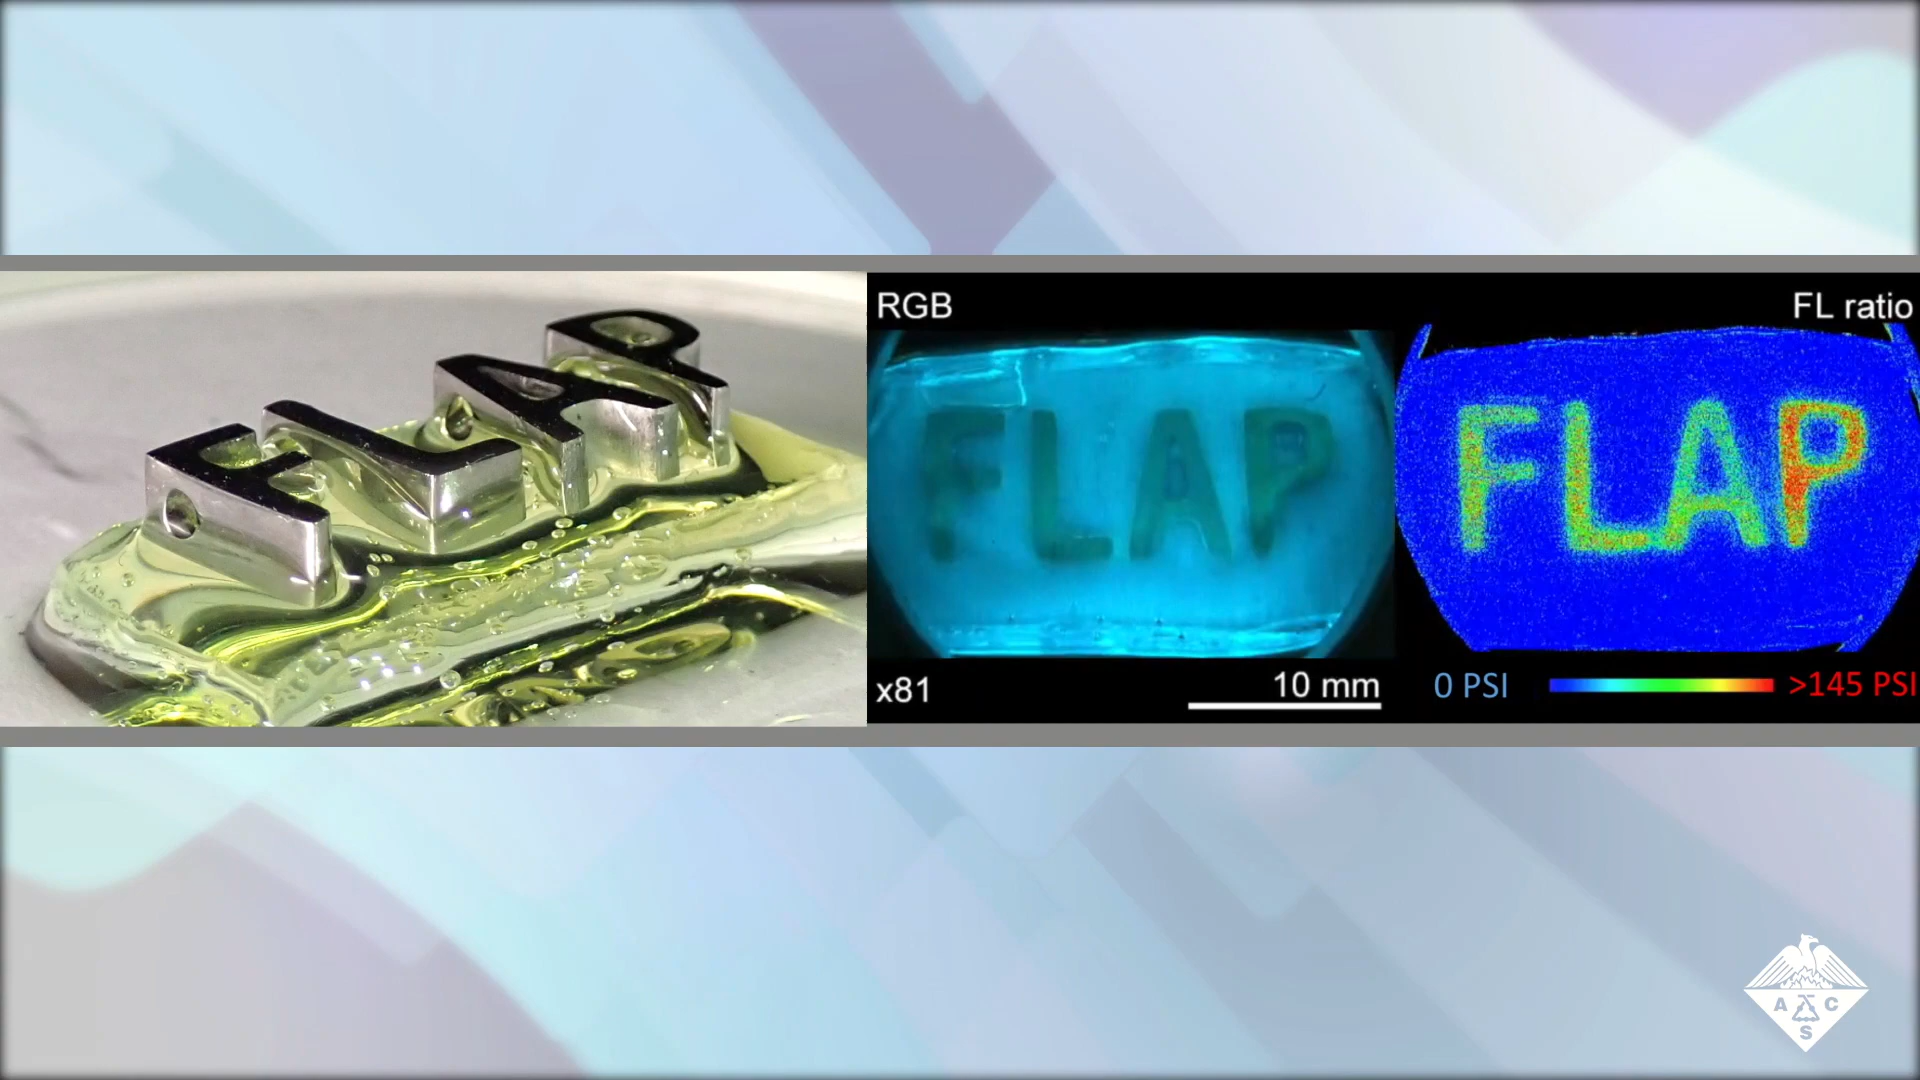 FLAP
RGB
FLAP
x81
10 mm
FL ratio
FLAP
0 PSI
>145 PSI
A C
S